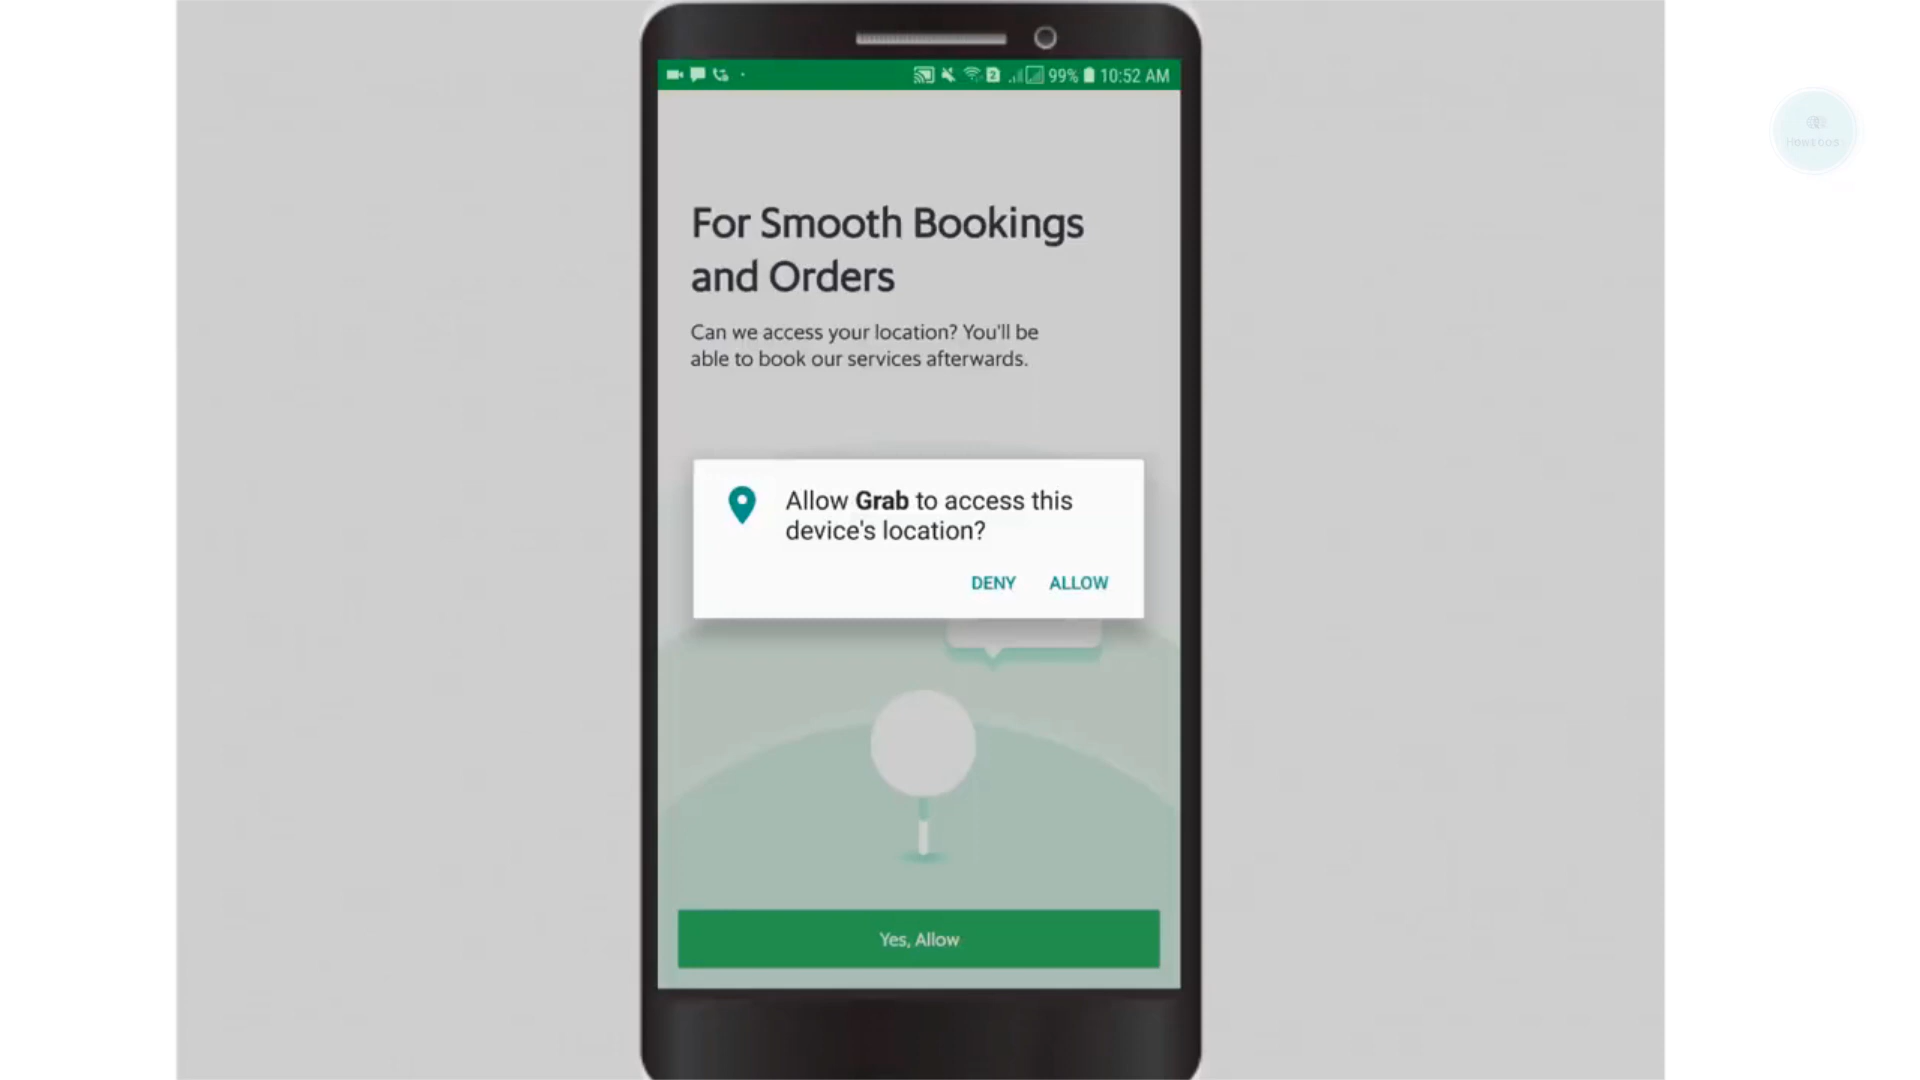 99% 10:52 AM
For Smooth Bookings
and Orders
Can we access your location? You'll be
able to book our services afterwards.
Allow Grab to access this
device's location?
DENY ALLOW
Yes, Allow